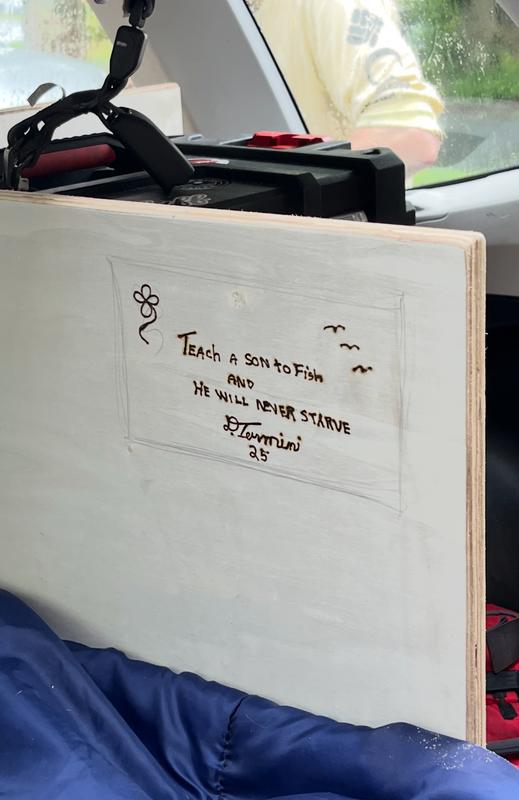 TEach A SON to Fish
AND
HE WILL NEVER STARVE
D.Termini
25